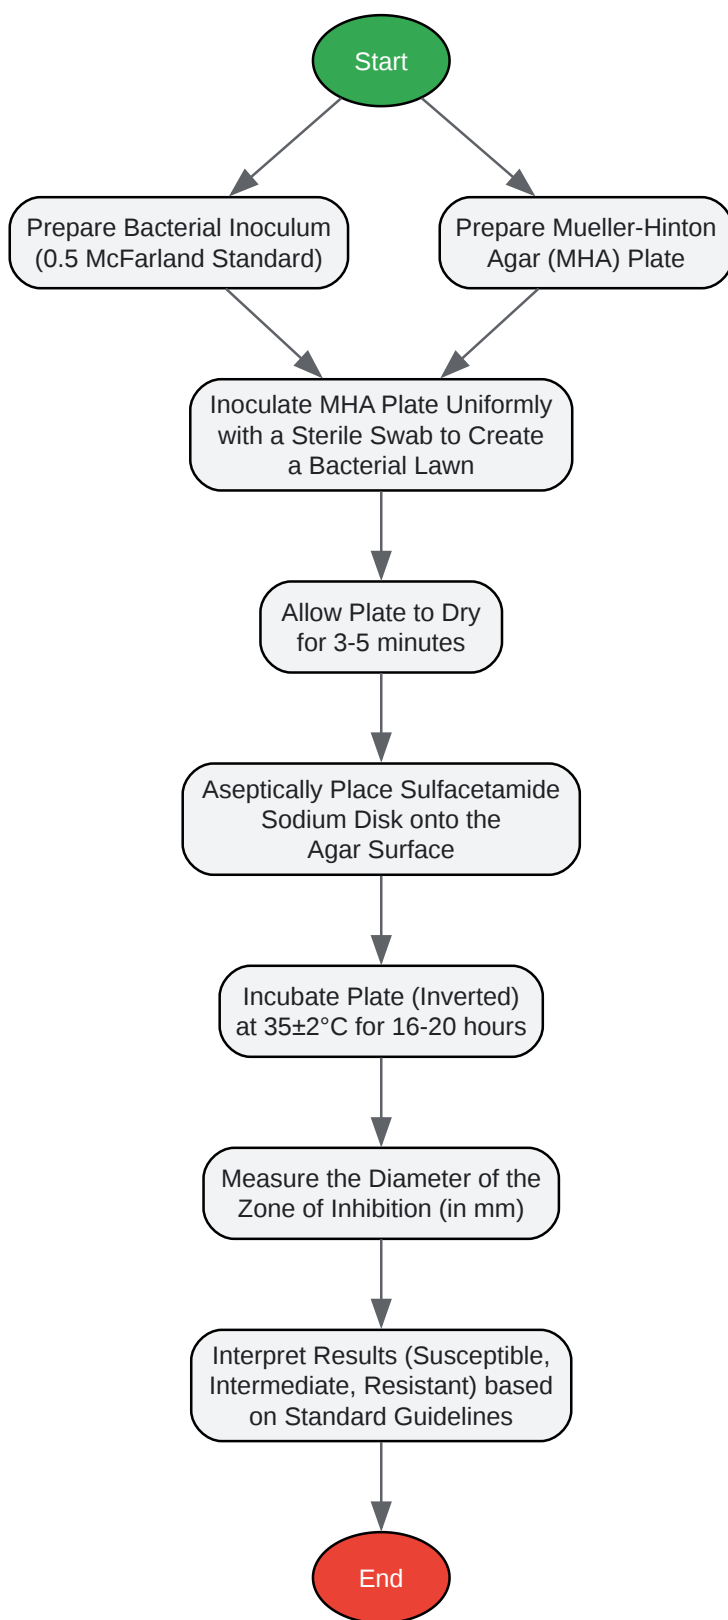 Start
Prepare Bacterial Inoculum
(0.5 McFarland Standard)
Prepare Mueller-Hinton
Agar (MHA) Plate
Inoculate MHA Plate Uniformly
with a Sterile Swab to Create
a Bacterial Lawn
Allow Plate to Dry
for 3-5 minutes
Aseptically Place Sulfacetamide
Sodium Disk onto the
Agar Surface
Incubate Plate (Inverted)
at 35±2°C for 16-20 hours
Measure the Diameter of the
Zone of Inhibition (in mm)
Interpret Results (Susceptible,
Intermediate, Resistant) based
on Standard Guidelines
End